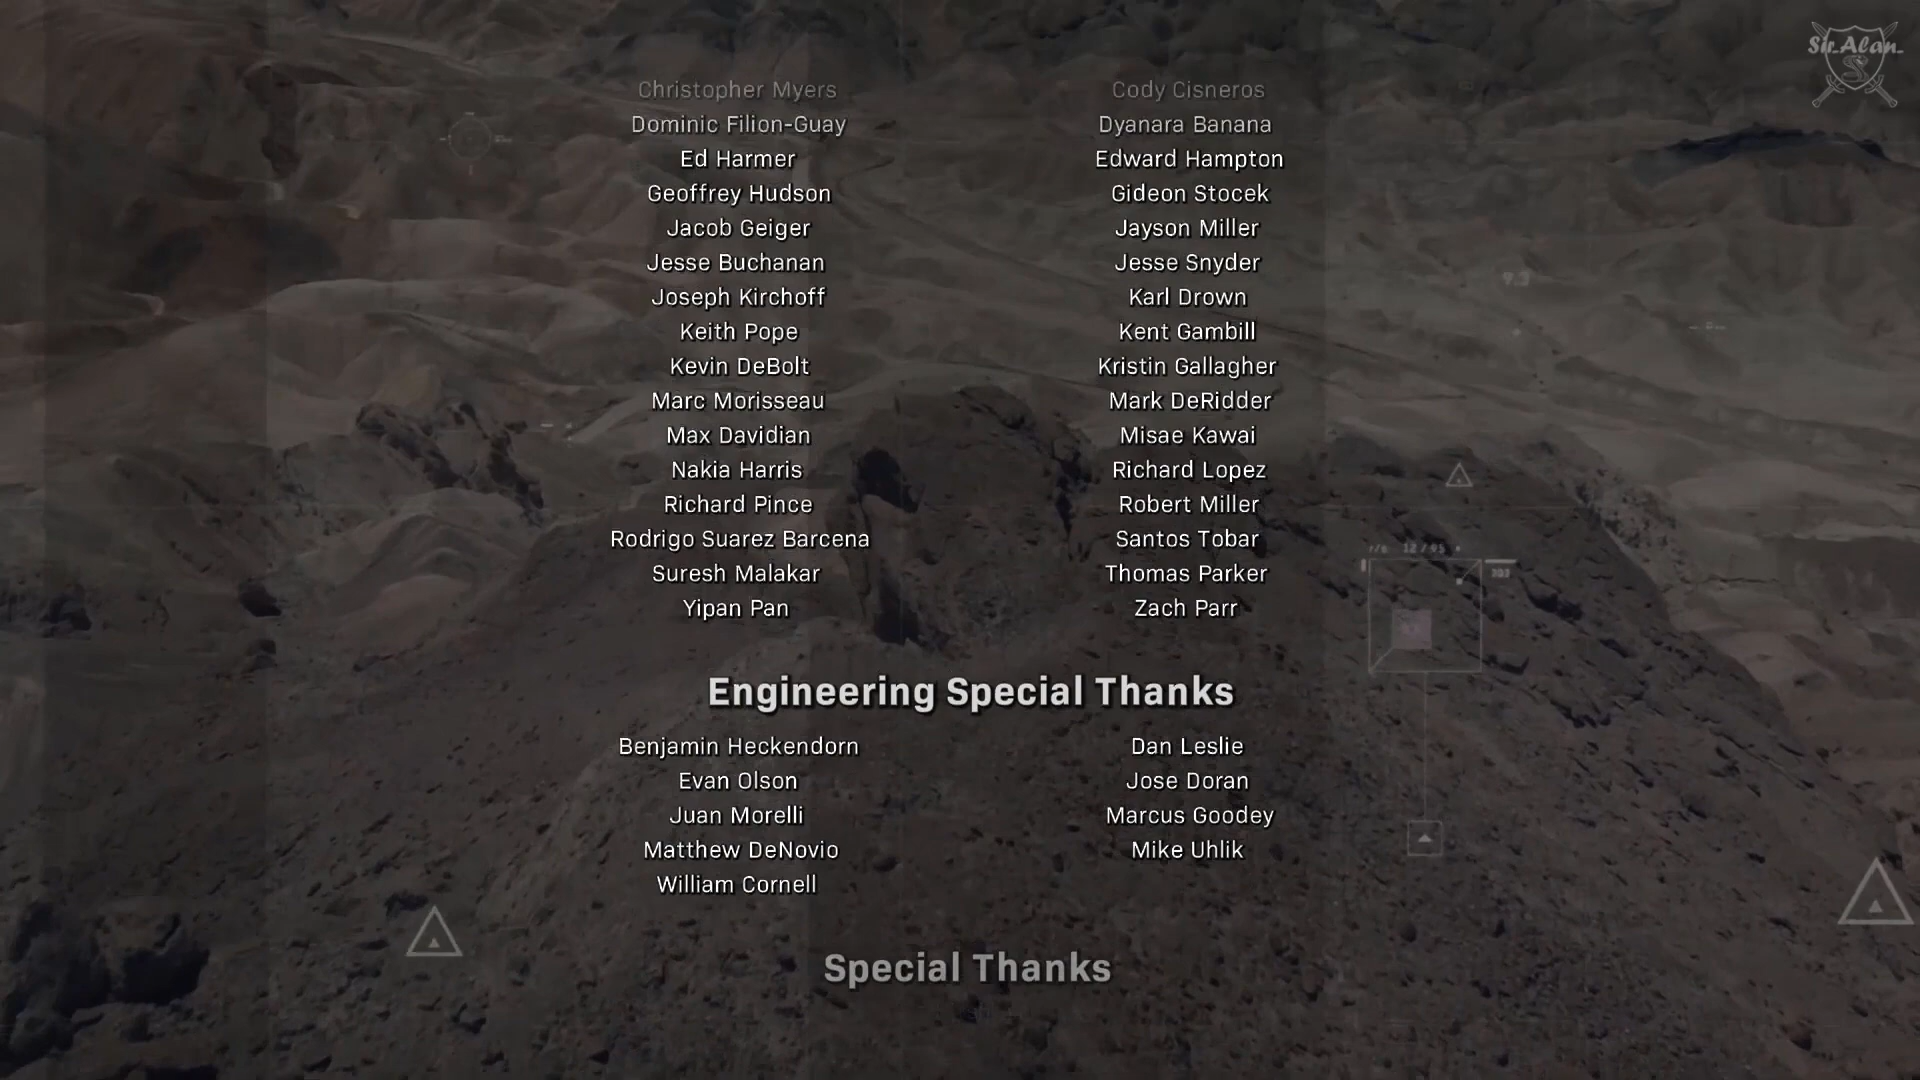 Sir.Alan.
Christopher Myers Cody Cisneros
Dominic Filion-Guay Dyanara Banana
Ed Harmer Edward Hampton
Geoffrey Hudson Gideon Stocek
Jacob Geiger Jayson Miller
Jesse Buchanan Jesse Snyder
Joseph Kirchoff Karl Drown
Keith Pope Kent Gambill
Kevin DeBolt Kristin Gallagher
Marc Morisseau Mark DeRidder
Max Davidian Misae Kawai
Nakia Harris Richard Lopez
Richard Pince Robert Miller
Rodrigo Suarez Barcena Santos Tobar
Suresh Malakar Thomas Parker
Yipan Pan Zach Parr
Engineering Special Thanks
Benjamin Heckendorn Dan Leslie
Evan Olson Jose Doran
Juan Morelli Marcus Goodey
Matthew DeNovio Mike Uhlik
William Cornell
Special Thanks